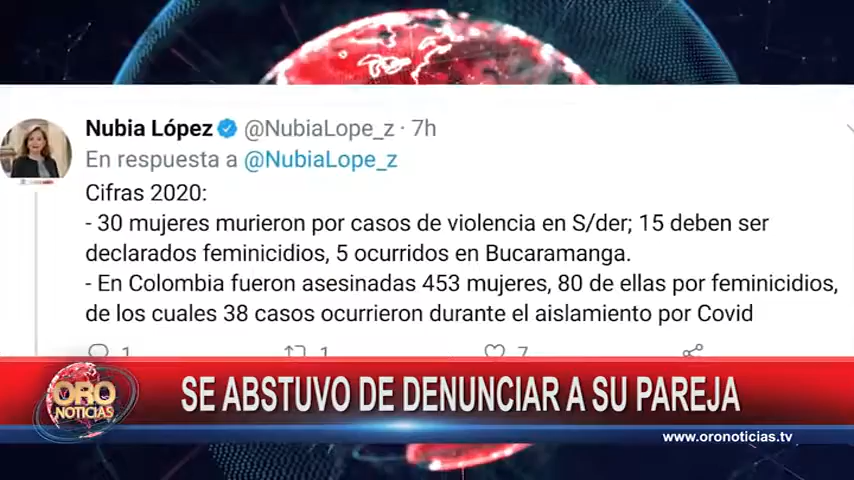 Nubia López @NubiaLope_z · 7h
En respuesta a @NubiaLope_z
Cifras 2020:
- 30 mujeres murieron por casos de violencia en S/der; 15 deben ser
declarados feminicidios, 5 ocurridos en Bucaramanga.
- En Colombia fueron asesinadas 453 mujeres, 80 de ellas por feminicidios,
de los cuales 38 casos ocurrieron durante el aislamiento por Covid
1 1 7
ORO
NOTICIAS
SE ABSTUVO DE DENUNCIAR A SU PAREJA
www.oronoticias.tv